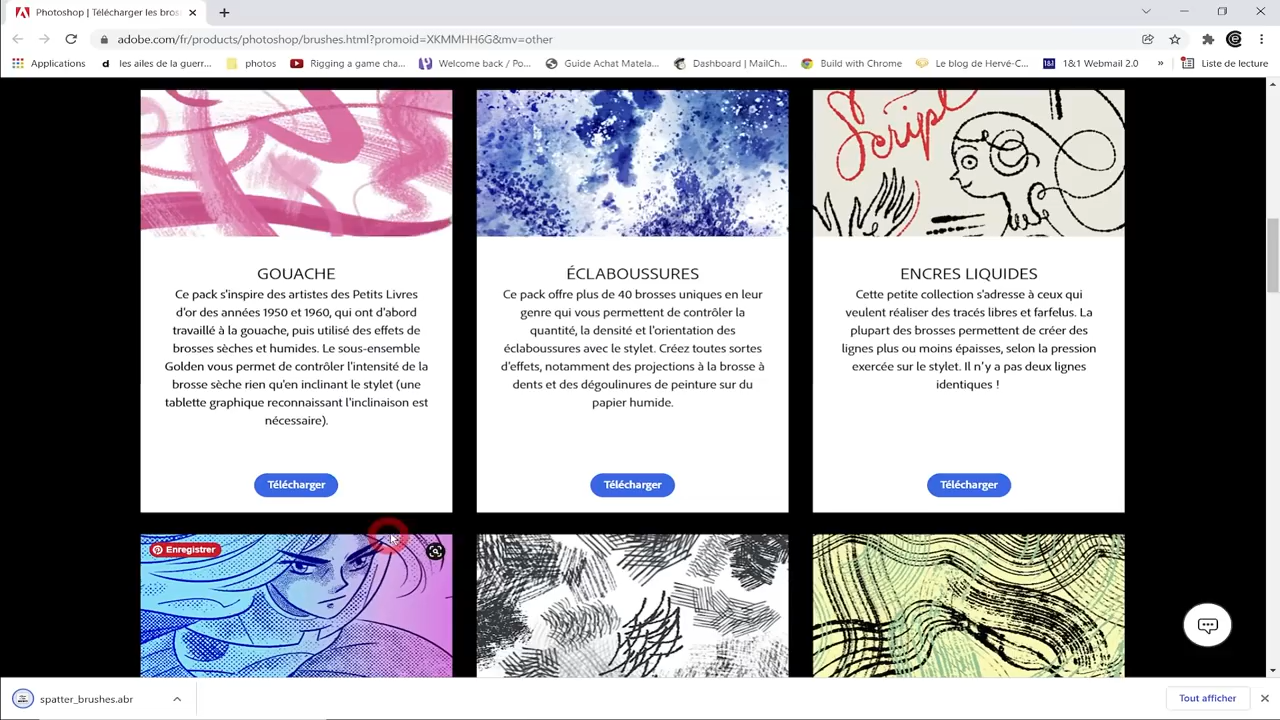 Photoshop | Télécharger les bros
adobe.com/fr/products/photoshop/brushes.html?promoid=XKMMHH6G&mv=other
Applications
les ailes de la guerr...
photos
Rigging a game cha...
Welcome back / Po...
Guide Achat Matela...
Dashboard | MailCh...
Build with Chrome
Le blog de Hervé-C...
1&1 Webmail 2.0
»
Liste de lecture
Script
GOUACHE
Ce pack s'inspire des artistes des Petits Livres
d'or des années 1950 et 1960, qui ont d'abord
travaillé à la gouache, puis utilisé des effets de
brosses sèches et humides. Le sous-ensemble
Golden vous permet de contrôler l'intensité de la
brosse sèche rien qu'en inclinant le stylet (une
tablette graphique reconnaissant l'inclinaison est
nécessaire).
Télécharger
ÉCLABOUSSURES
Ce pack offre plus de 40 brosses uniques en leur
genre qui vous permettent de contrôler la
quantité, la densité et l'orientation des
éclaboussures avec le stylet. Créez toutes sortes
d'effets, notamment des projections à la brosse à
dents et des dégoulinures de peinture sur du
papier humide.
Télécharger
ENCRES LIQUIDES
Cette petite collection s'adresse à ceux qui
veulent réaliser des tracés libres et farfelus. La
plupart des brosses permettent de créer des
lignes plus ou moins épaisses, selon la pression
exercée sur le stylet. Il n'y a pas deux lignes
identiques !
Télécharger
Enregistrer
spatter_brushes.abr
Tout afficher